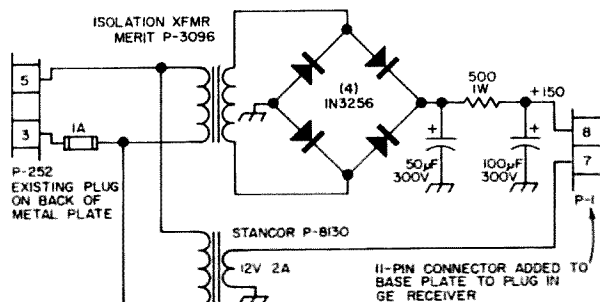 ISOLATION XFMR
MERIT P-3096
5
3
1A
P-252
EXISTING PLUG
ON BACK OF
METAL PLATE
(4)
IN3256
500
1W
+150
+
50µF
300V
+
100µF
300V
8
7
P-1
STANCOR P-8130
12V 2A
11-PIN CONNECTOR ADDED TO
BASE PLATE TO PLUG IN
GE RECEIVER